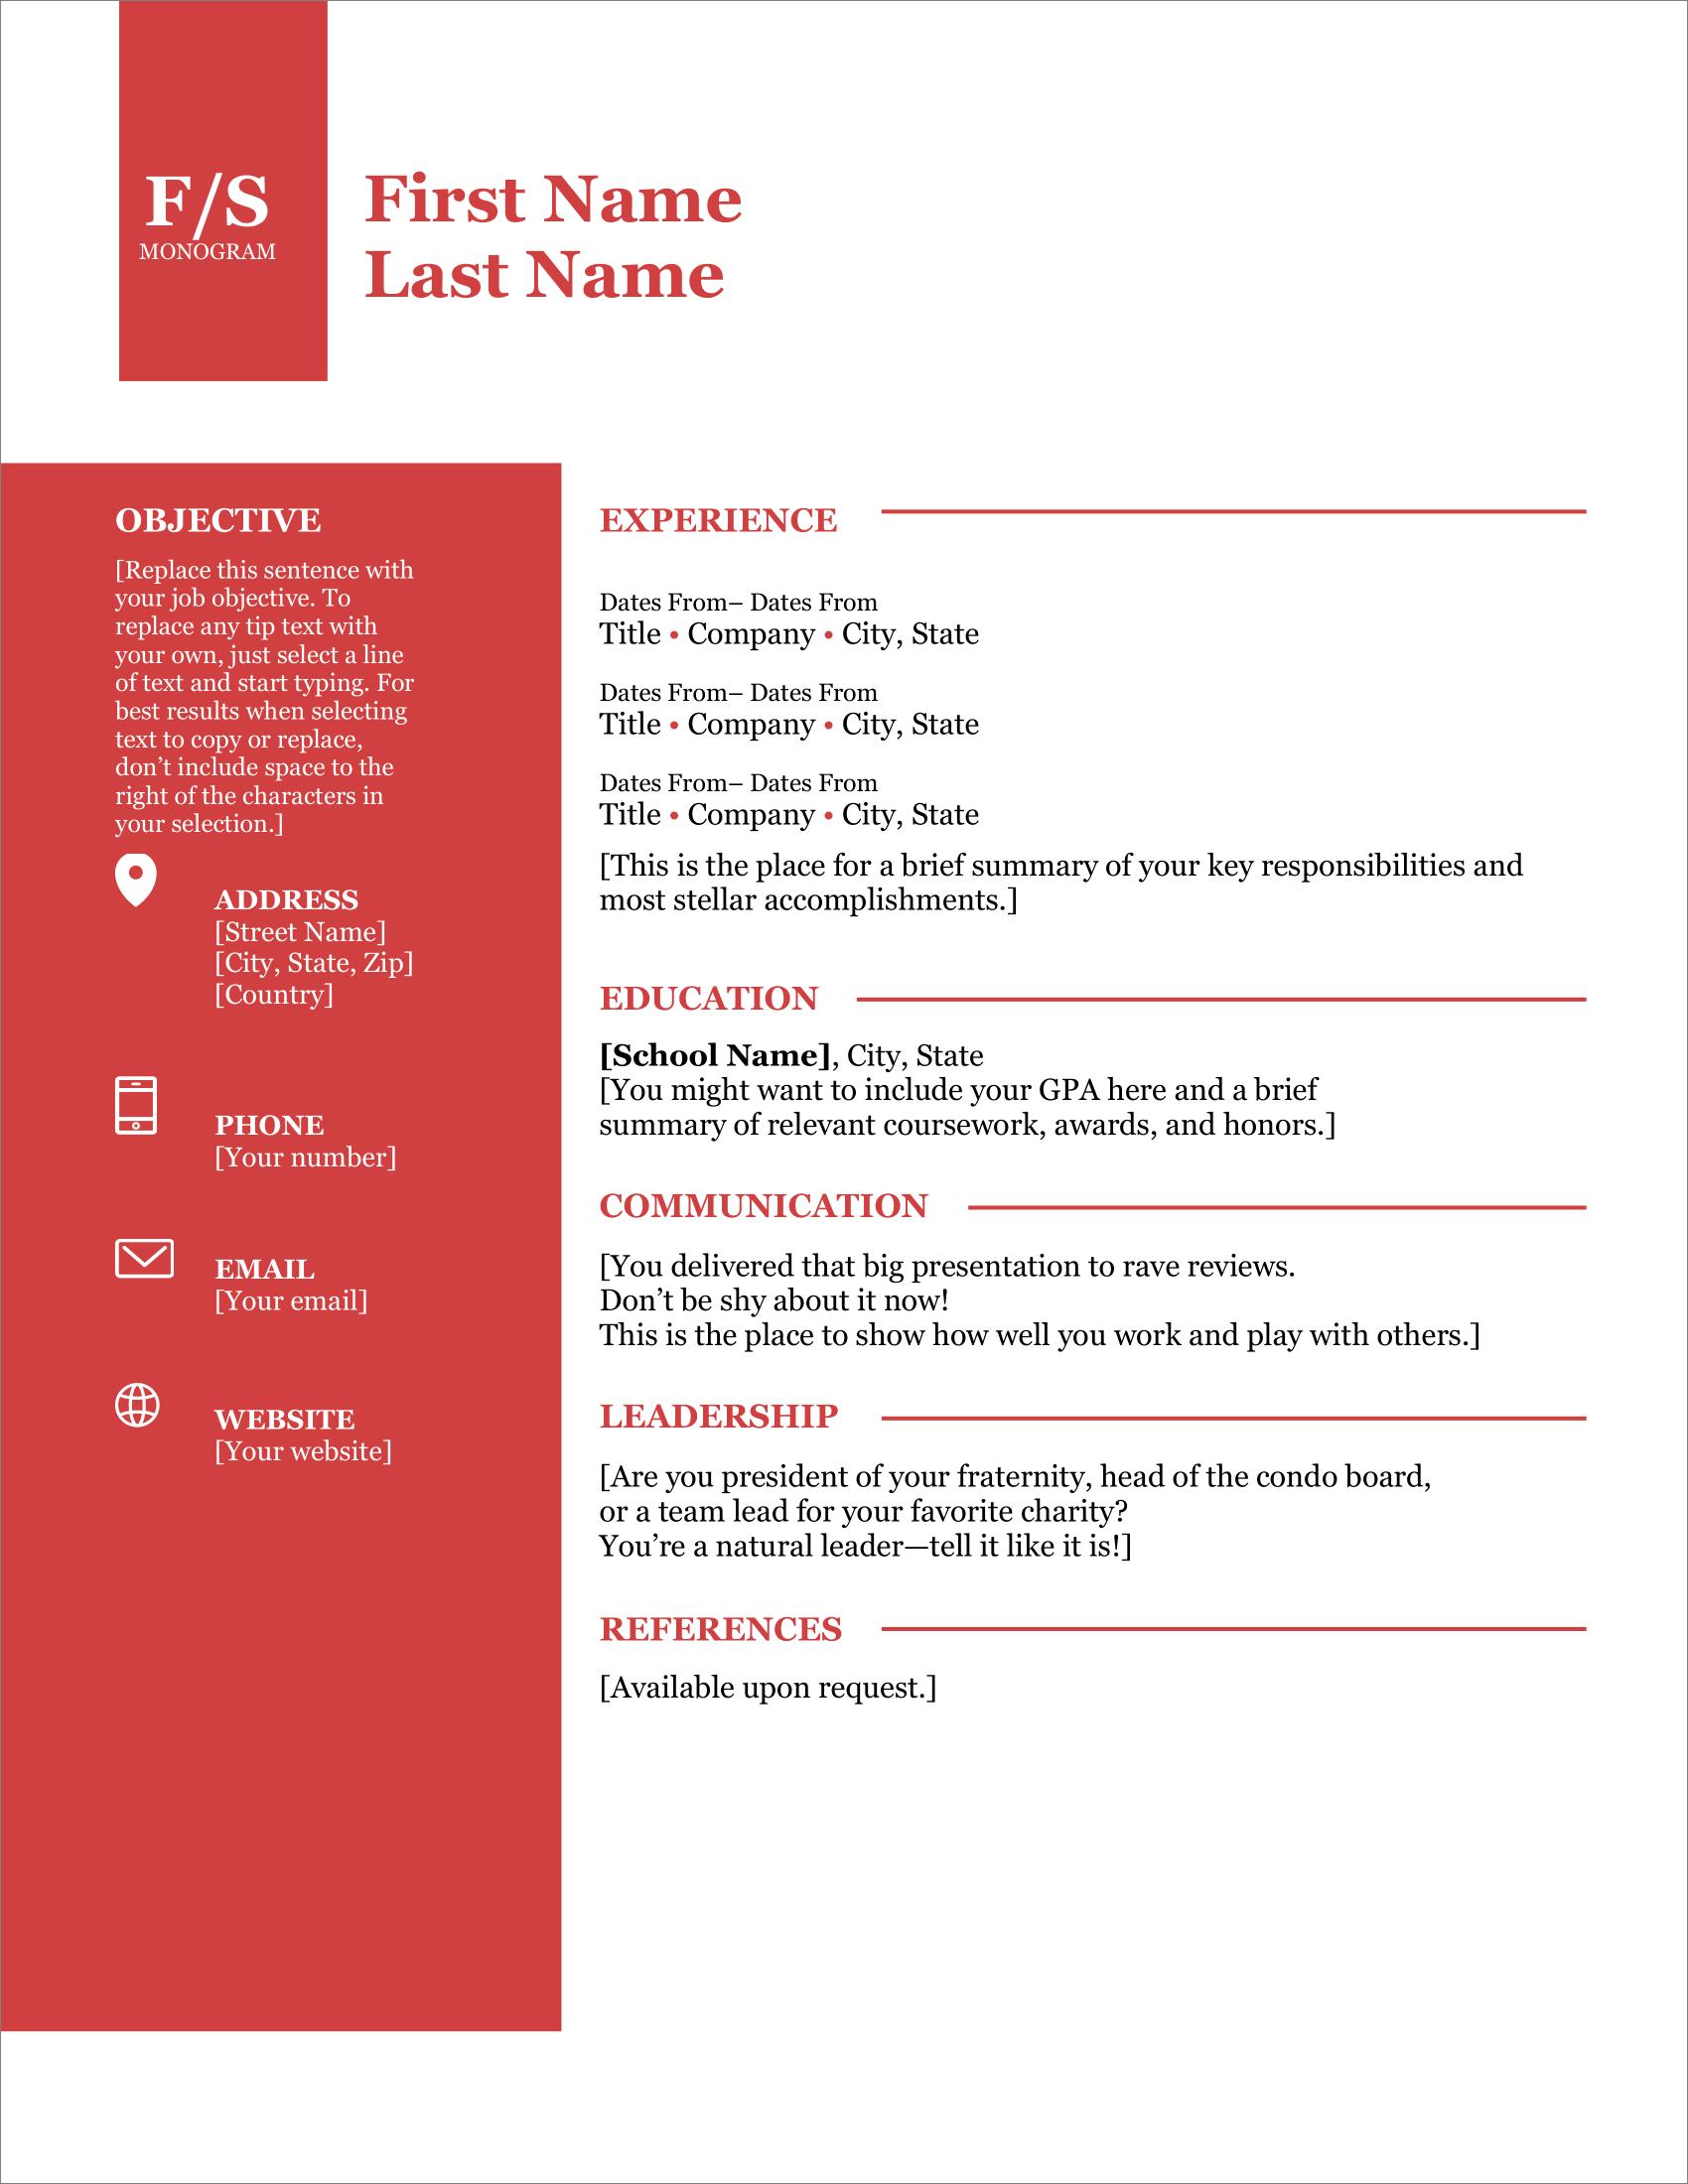 F/S
MONOGRAM
First Name
Last Name
OBJECTIVE
[Replace this sentence with
your job objective. To
replace any tip text with
your own, just select a line
of text and start typing. For
best results when selecting
text to copy or replace,
don’t include space to the
right of the characters in
your selection.]
ADDRESS
[Street Name]
[City, State, Zip]
[Country]
PHONE
[Your number]
EMAIL
[Your email]
WEBSITE
[Your website]
EXPERIENCE
Dates From– Dates From
Title • Company • City, State
Dates From– Dates From
Title • Company • City, State
Dates From– Dates From
Title • Company • City, State
[This is the place for a brief summary of your key responsibilities and
most stellar accomplishments.]
EDUCATION
[School Name], City, State
[You might want to include your GPA here and a brief
summary of relevant coursework, awards, and honors.]
COMMUNICATION
[You delivered that big presentation to rave reviews.
Don’t be shy about it now!
This is the place to show how well you work and play with others.]
LEADERSHIP
[Are you president of your fraternity, head of the condo board,
or a team lead for your favorite charity?
You’re a natural leader—tell it like it is!]
REFERENCES
[Available upon request.]